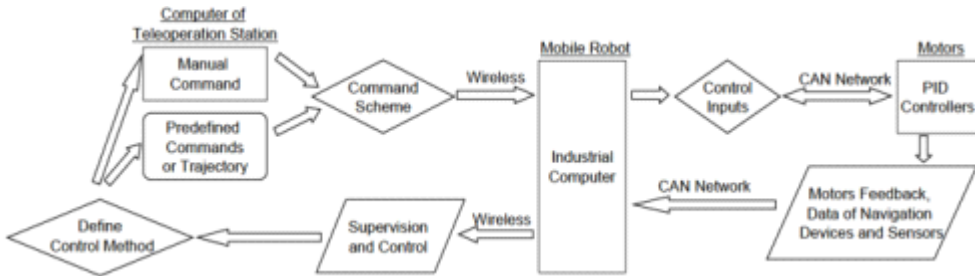 Computer of
Teleoperation Station
Manual
Command
Predefined
Commands
or Trajectory
Command
Scheme
Wireless
Mobile Robot
Industrial
Computer
Control
Inputs
CAN Network
Motors
PID
Controllers
Motors Feedback,
Data of Navigation
Devices and Sensors
CAN Network
Wireless
Supervision
and Control
Define
Control Method